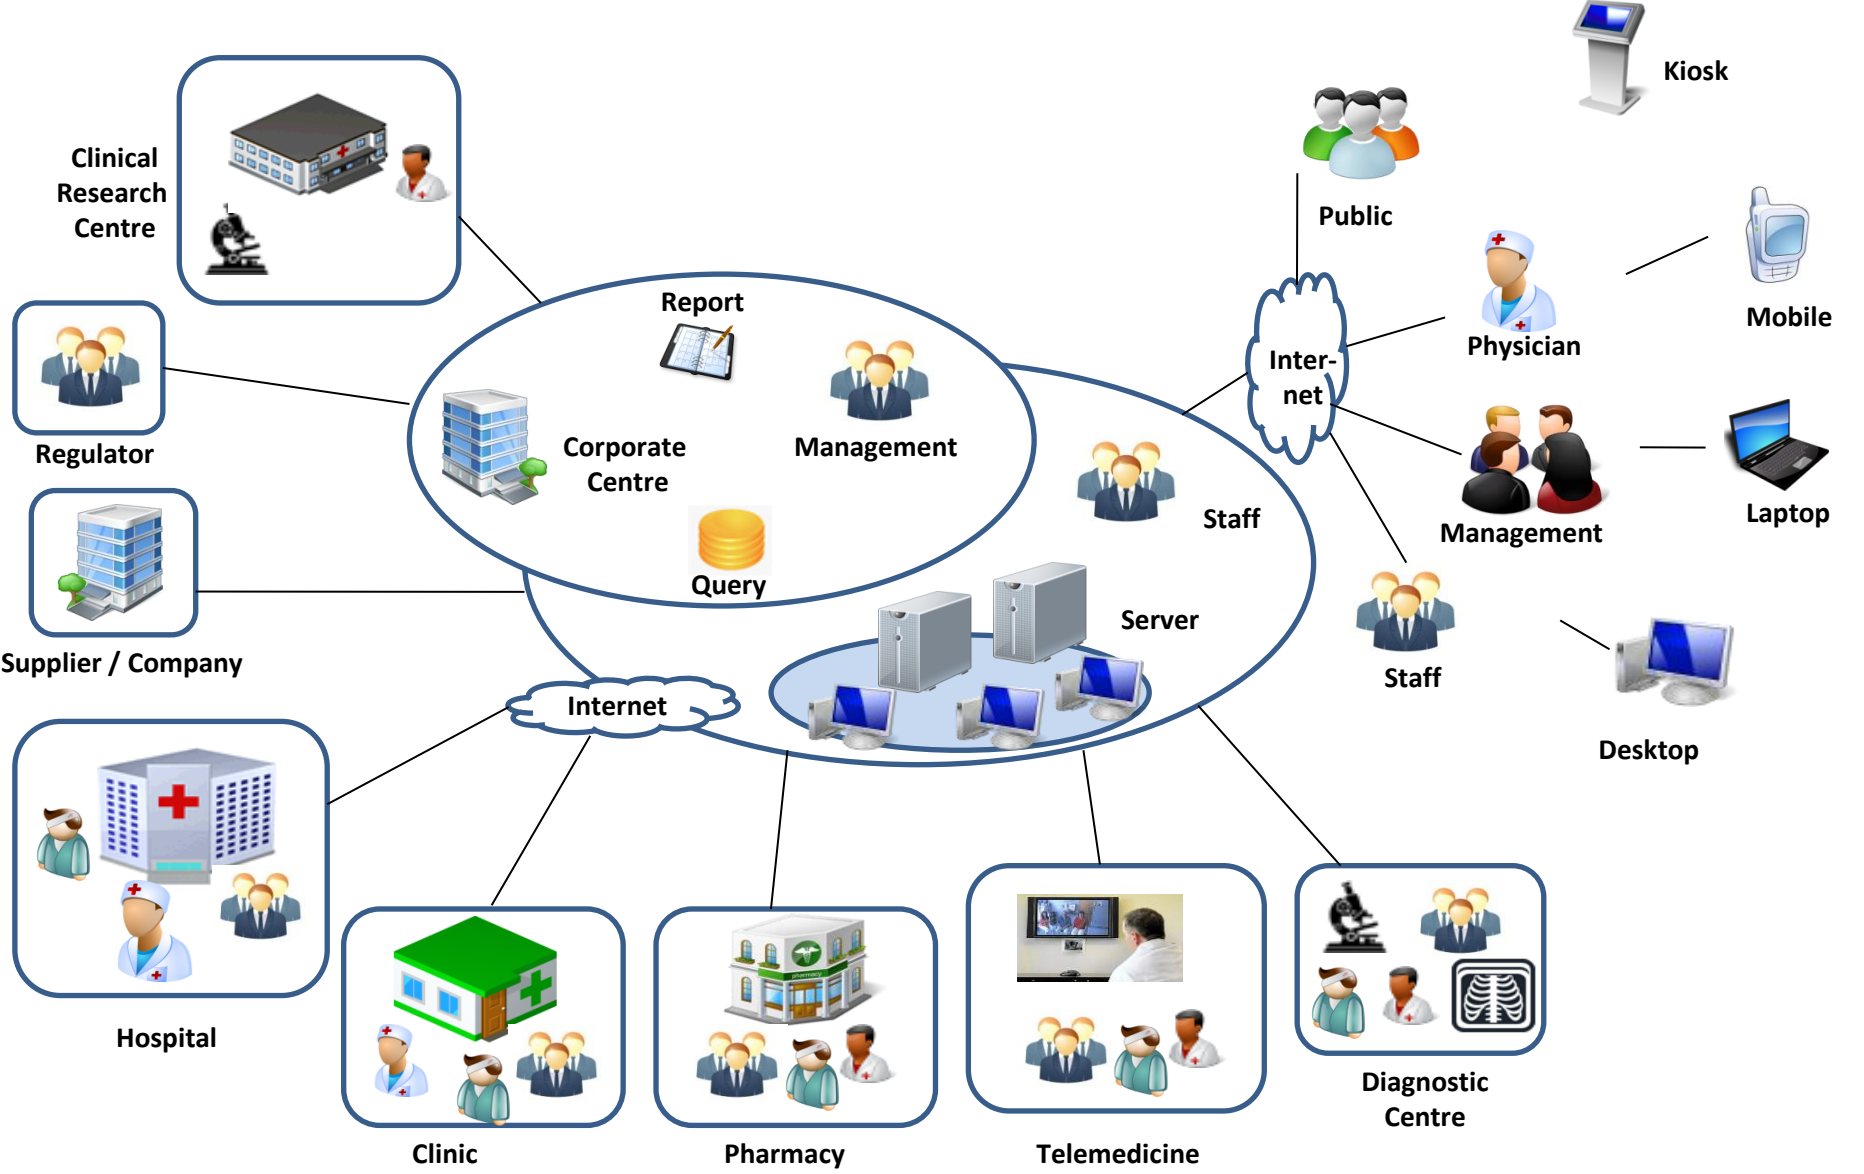 Kiosk
Clinical
Research
Centre
Public
Report
Mobile
Physician
Inter-
net
Regulator
Corporate
Centre
Management
Staff
Management
Laptop
Query
Server
Supplier / Company
Staff
Internet
Desktop
pharmacy
Hospital
Diagnostic
Centre
Clinic
Pharmacy
Telemedicine